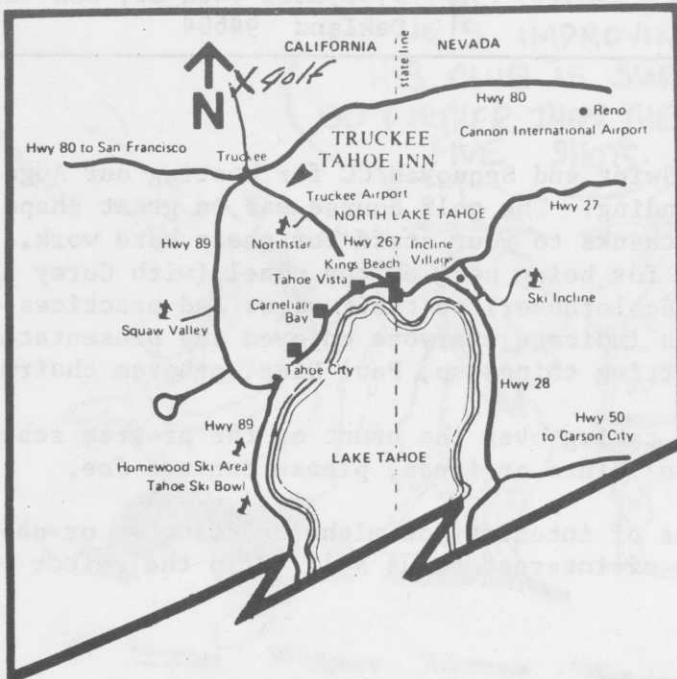 Oakland 94604
CALIFORNIA
state line
NEVADA
X Golf
N
Hwy 80
Reno
Cannon International Airport
Hwy 80 to San Francisco
Truckee
TRUCKEE
TAHOE INN
Truckee Airport
NORTH LAKE TAHOE
Hwy 27
Hwy 89
Northstar
Hwy 267
Incline
Village
Kings Beach
Tahoe Vista
Ski Incline
Carnelian
Bay
Squaw Valley
Tahoe City
Hwy 28
Hwy 89
Hwy 50
to Carson City
LAKE TAHOE
Homewood Ski Area
Tahoe Ski Bowl